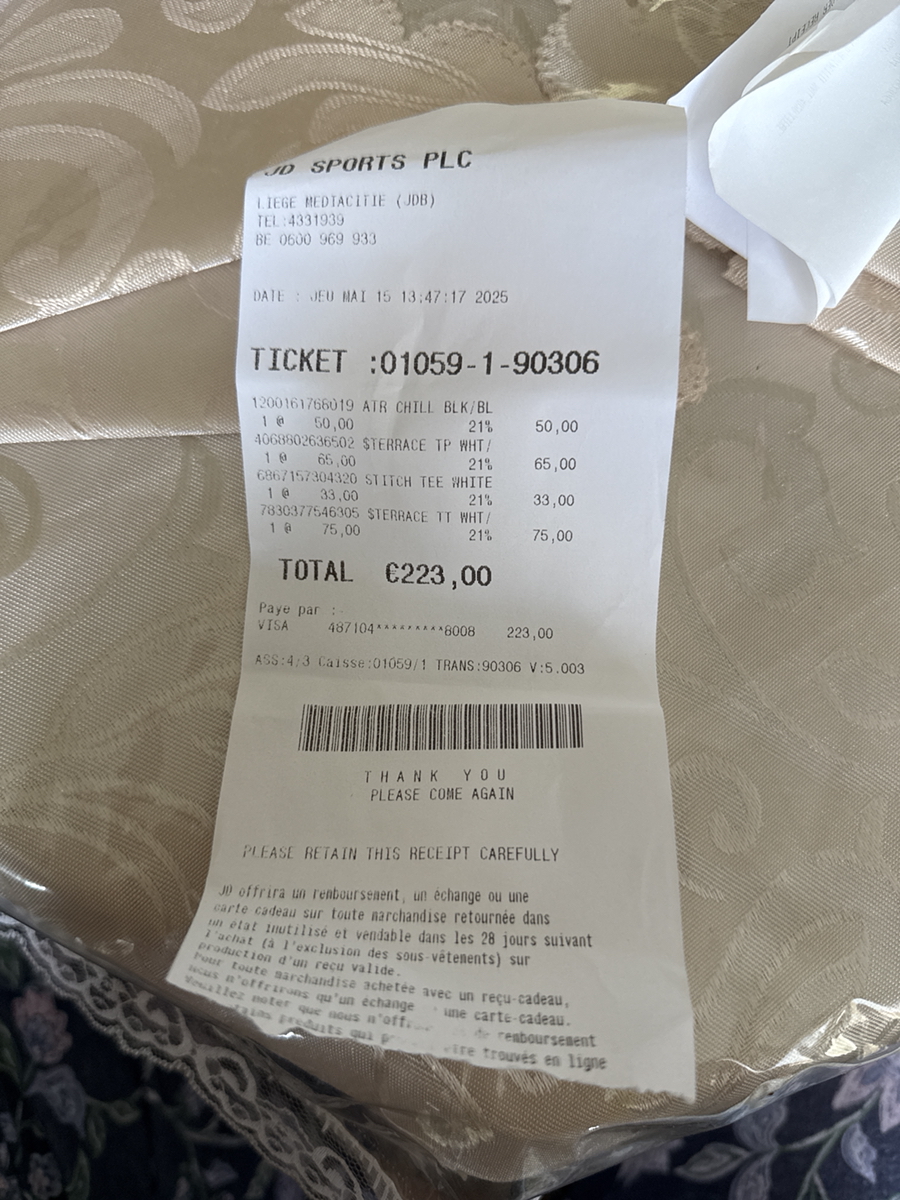 JD SPORTS PLC
LIEGE MEDIACITIE (JDB)
TEL:4331939
BE 0600 969 933
DATE : JEU MAI 15 13:47:17 2025
TICKET :01059-1-90306
1200161768019 ATR CHILL BLK/BL
1 @ 50,00 21% 50,00
4068802636502 $TERRACE TP WHT/
1 @ 65,00 21% 65,00
6867157304320 STITCH TEE WHITE
1 @ 33,00 21% 33,00
7830377546305 $TERRACE TT WHT/
1 @ 75,00 21% 75,00
TOTAL €223,00
Paye par :-
VISA 487104*********8008 223,00
ASS:4/3 Caisse:01059/1 TRANS:90306 V:5.003
THANK YOU
PLEASE COME AGAIN
PLEASE RETAIN THIS RECEIPT CAREFULLY
JD offrira un remboursement, un échange ou une
carte cadeau sur toute marchandise retournée dans
un état inutilisé et vendable dans les 28 jours suivant
l'achat (à l'exclusion des sous-vêtements) sur
production d'un reçu valide.
Pour toute marchandise achetée avec un reçu-cadeau,
nous n'offrirons qu'un échange une carte-cadeau.
Veuillez noter que nous n'off... de remboursement
produits qui trouvés en ligne
RECEIPT